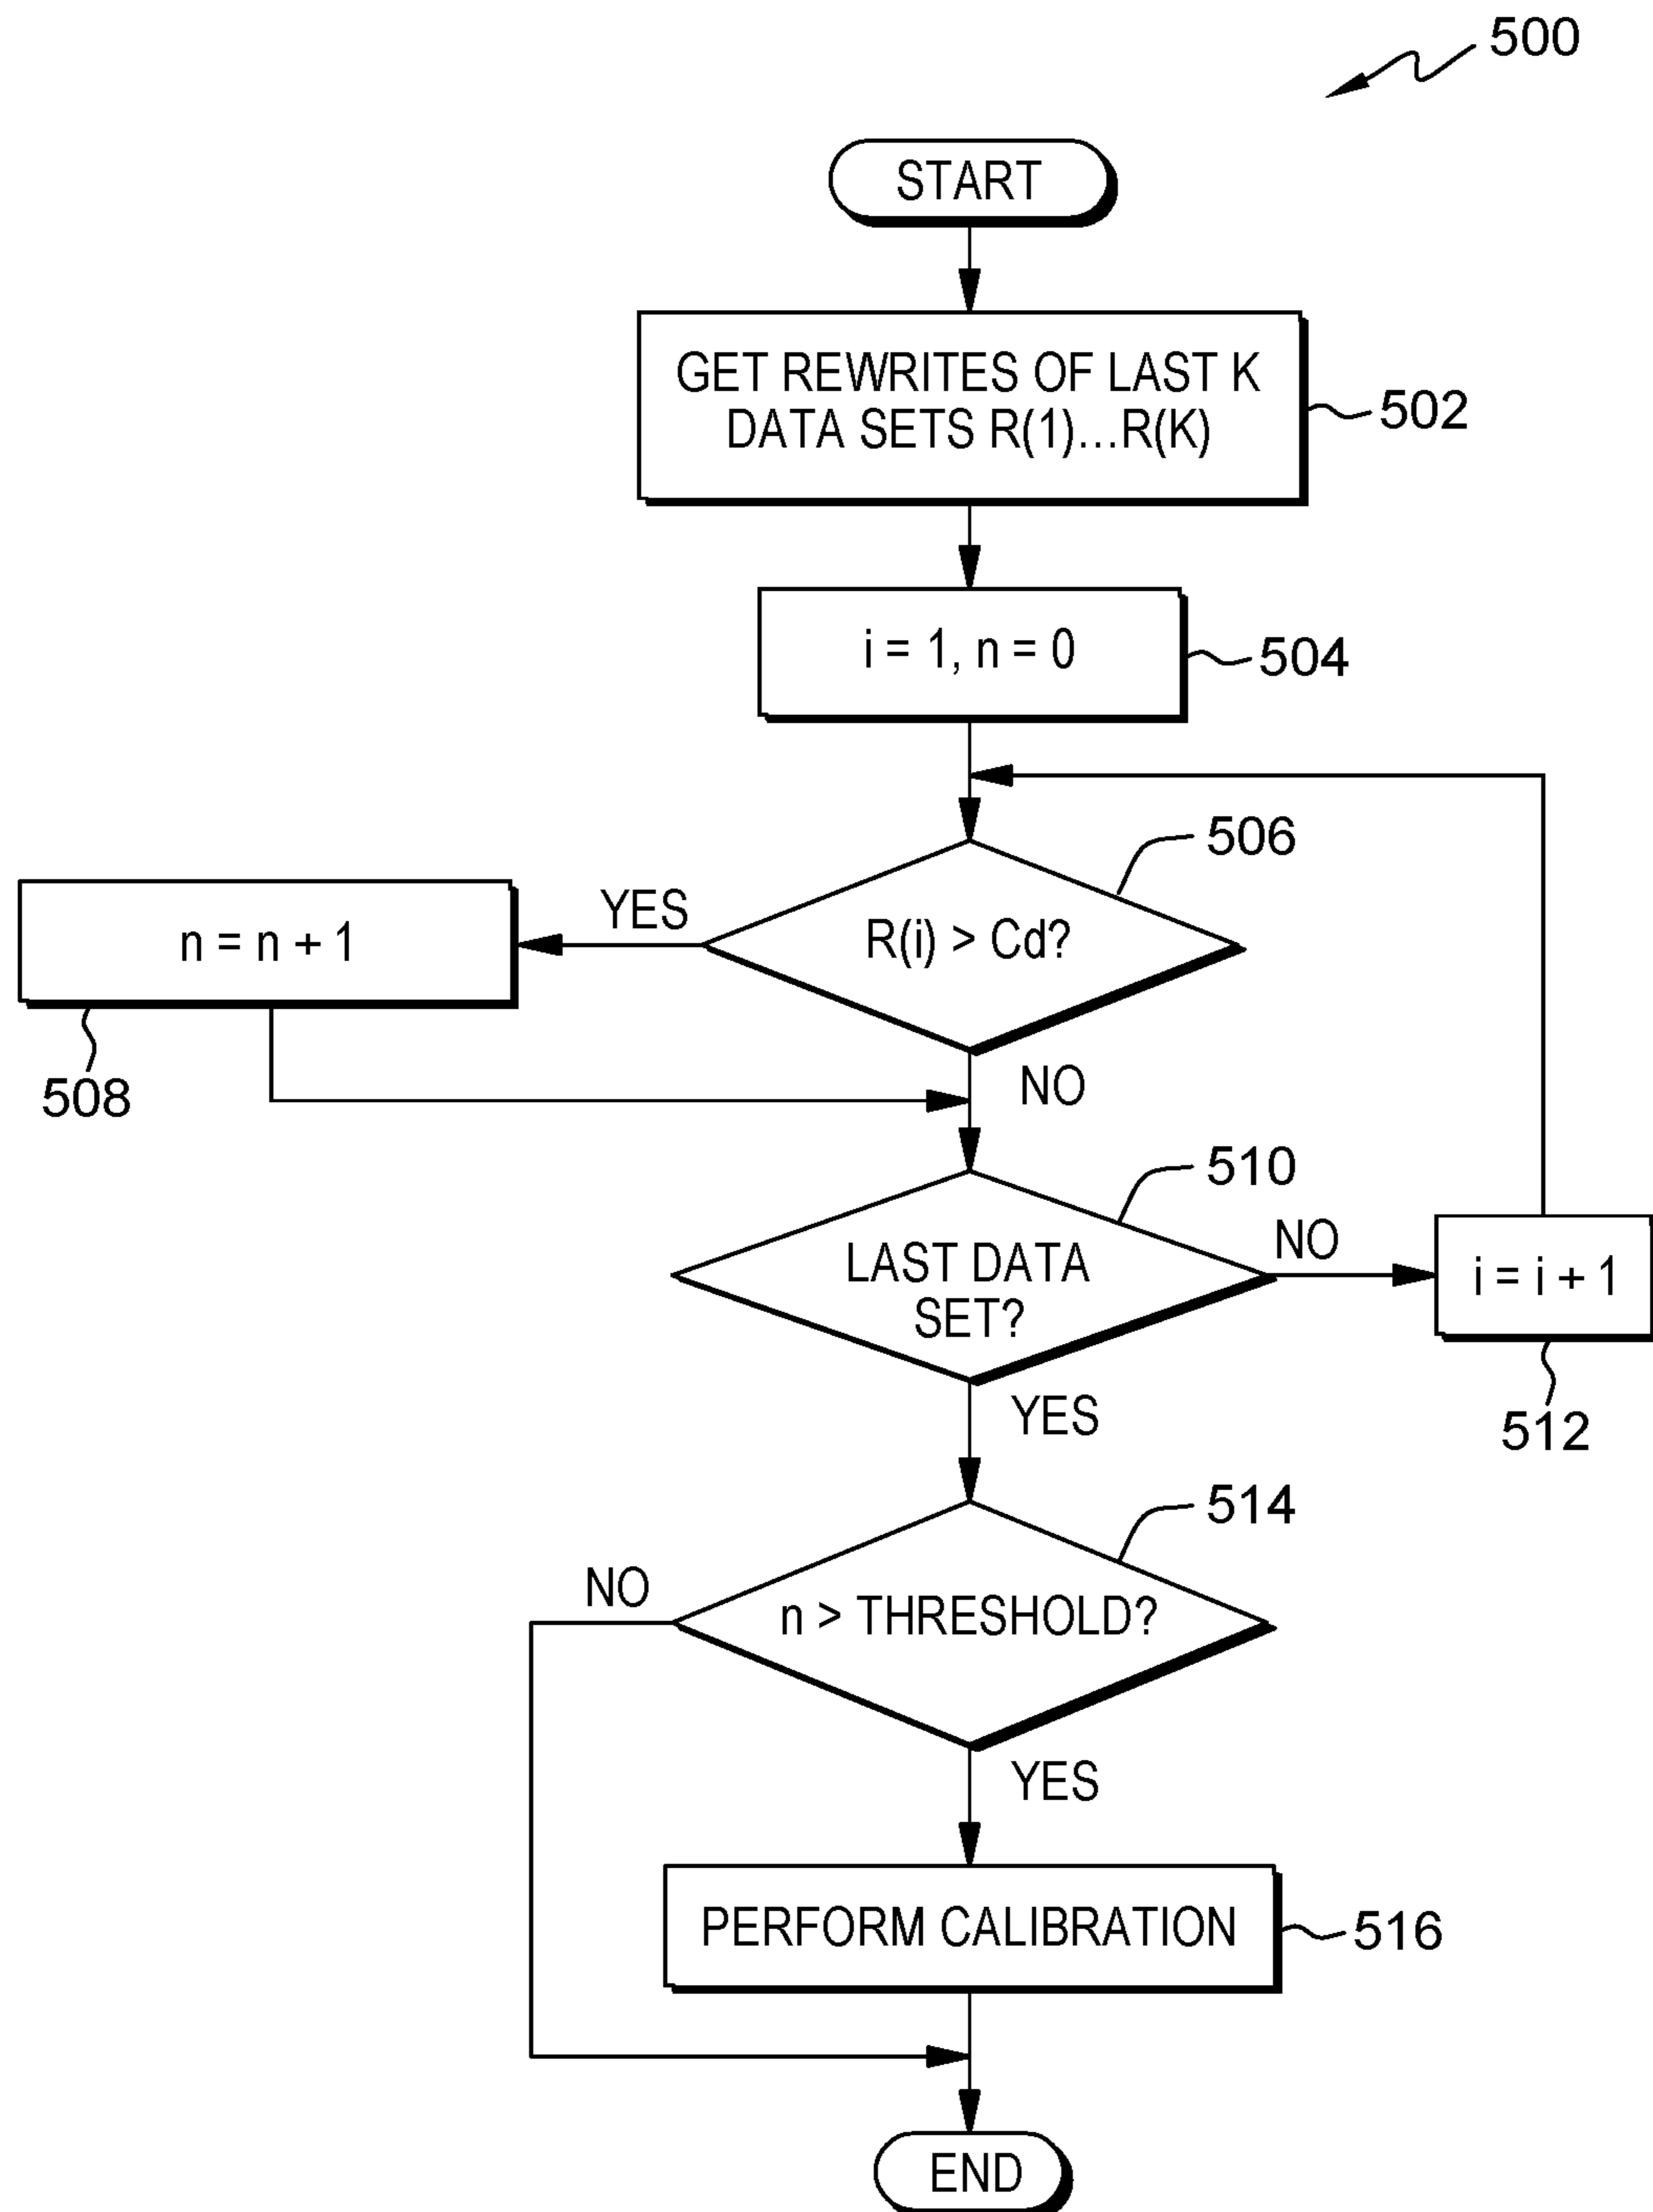 500
START
GET REWRITES OF LAST K
DATA SETS R(1)...R(K)
502
i = 1, n = 0
504
506
YES
R(i) > Cd?
n = n + 1
508
NO
510
LAST DATA
SET?
NO
i = i + 1
512
YES
514
NO
n > THRESHOLD?
YES
PERFORM CALIBRATION
516
END